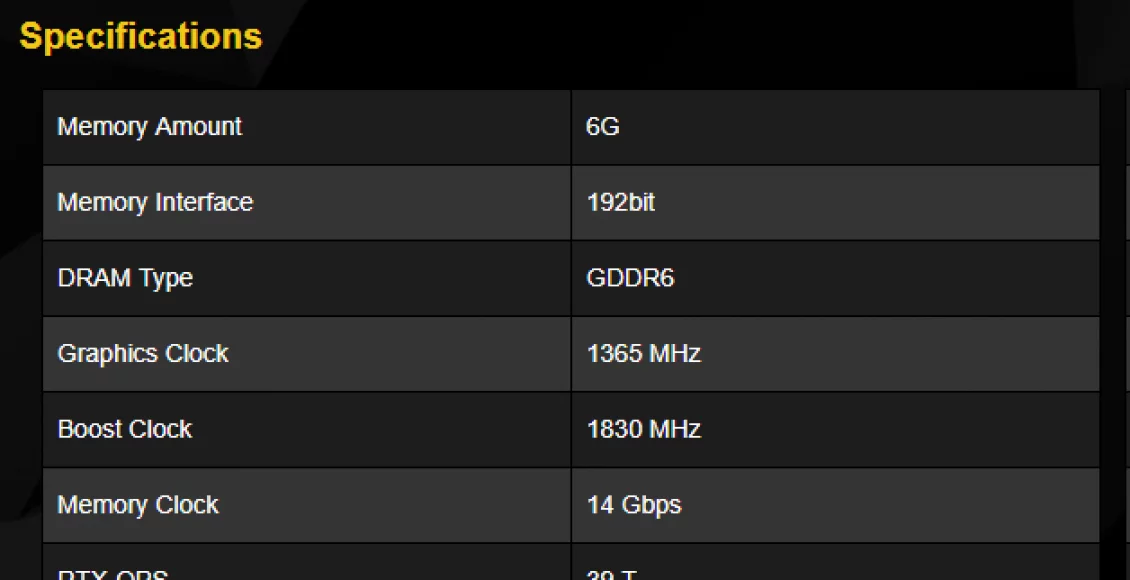 Specifications
Memory Amount 6G
Memory Interface 192bit
DRAM Type GDDR6
Graphics Clock 1365 MHz
Boost Clock 1830 MHz
Memory Clock 14 Gbps
RTX-OPS 39 T